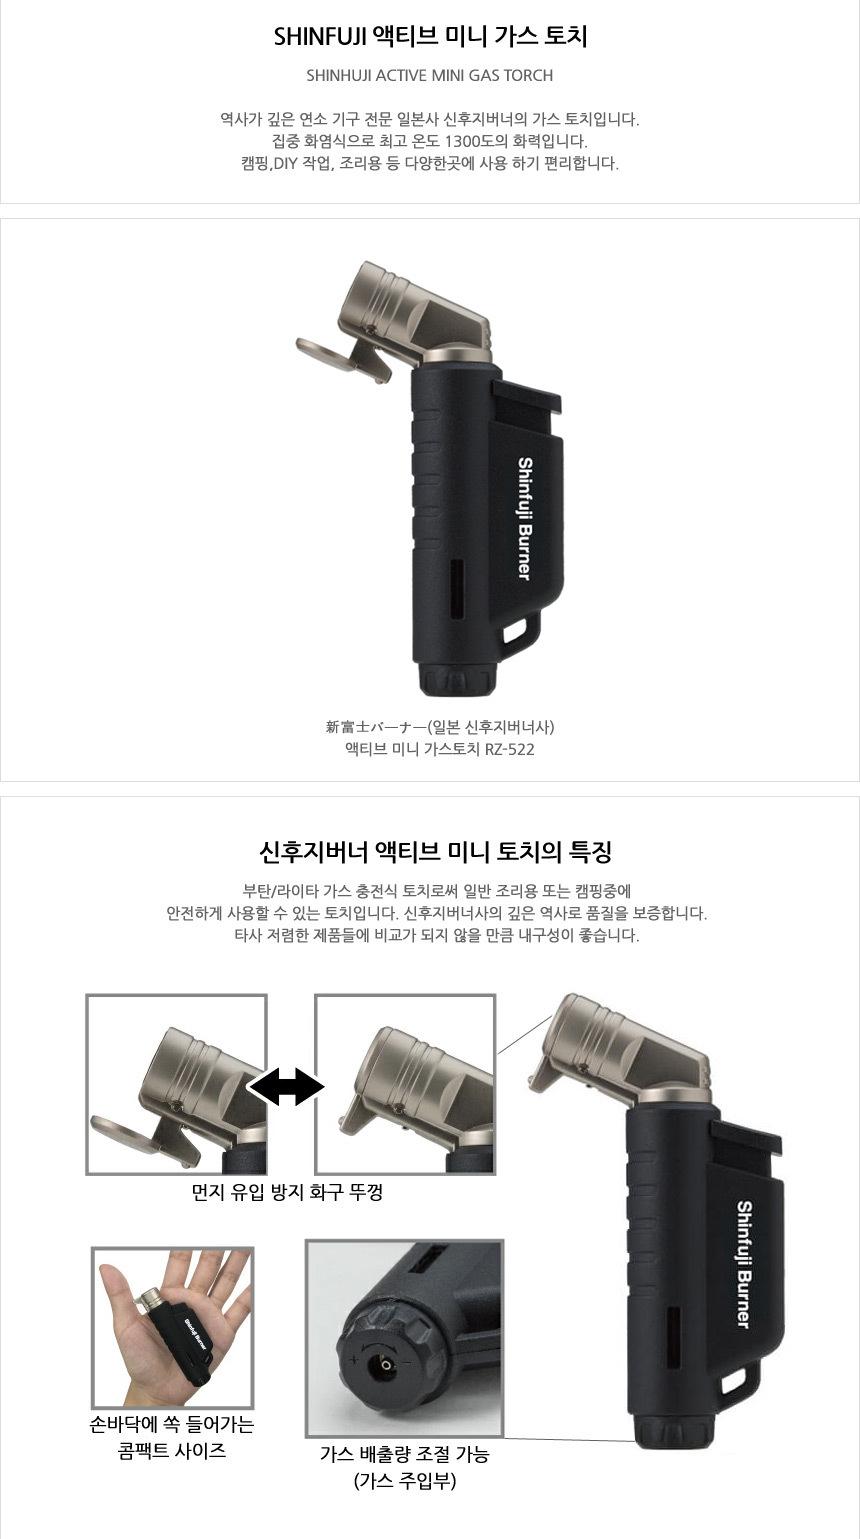 SHINFUJI 액티브 미니 가스 토치
SHINHUJI ACTIVE MINI GAS TORCH
역사가 깊은 연소 기구 전문 일본사 신후지버너의 가스 토치입니다.
집중 화염식으로 최고 온도 1300도의 화력입니다.
캠핑,DIY 작업, 조리용 등 다양한곳에 사용 하기 편리합니다.
Shinfuji Burner
新富士バーナー(일본 신후지버너사)
액티브 미니 가스토치 RZ-522
신후지버너 액티브 미니 토치의 특징
부탄/라이타 가스 충전식 토치로써 일반 조리용 또는 캠핑중에
안전하게 사용할 수 있는 토치입니다. 신후지버너사의 깊은 역사로 품질을 보증합니다.
타사 저렴한 제품들에 비교가 되지 않을 만큼 내구성이 좋습니다.
먼지 유입 방지 화구 뚜껑
Shinfuji Burner
Shinfuji Burner
+ -
손바닥에 쏙 들어가는
콤팩트 사이즈
가스 배출량 조절 가능
(가스 주입부)